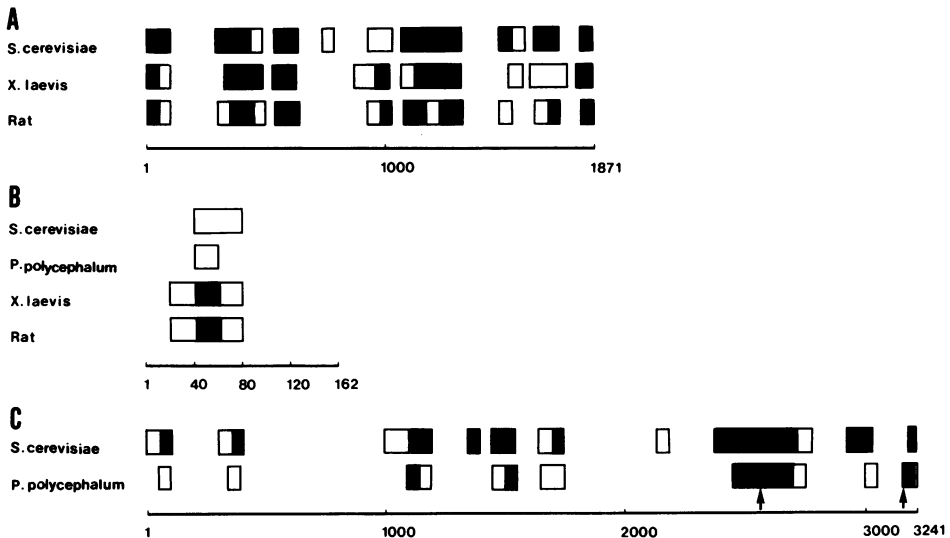 A
S. cerevisiae
X. laevis
Rat
1 1000 1871
B
S. cerevisiae
P. polycephalum
X. laevis
Rat
1 40 80 120 162
C
S. cerevisiae
P. polycephalum
1 1000 2000 3000 3241